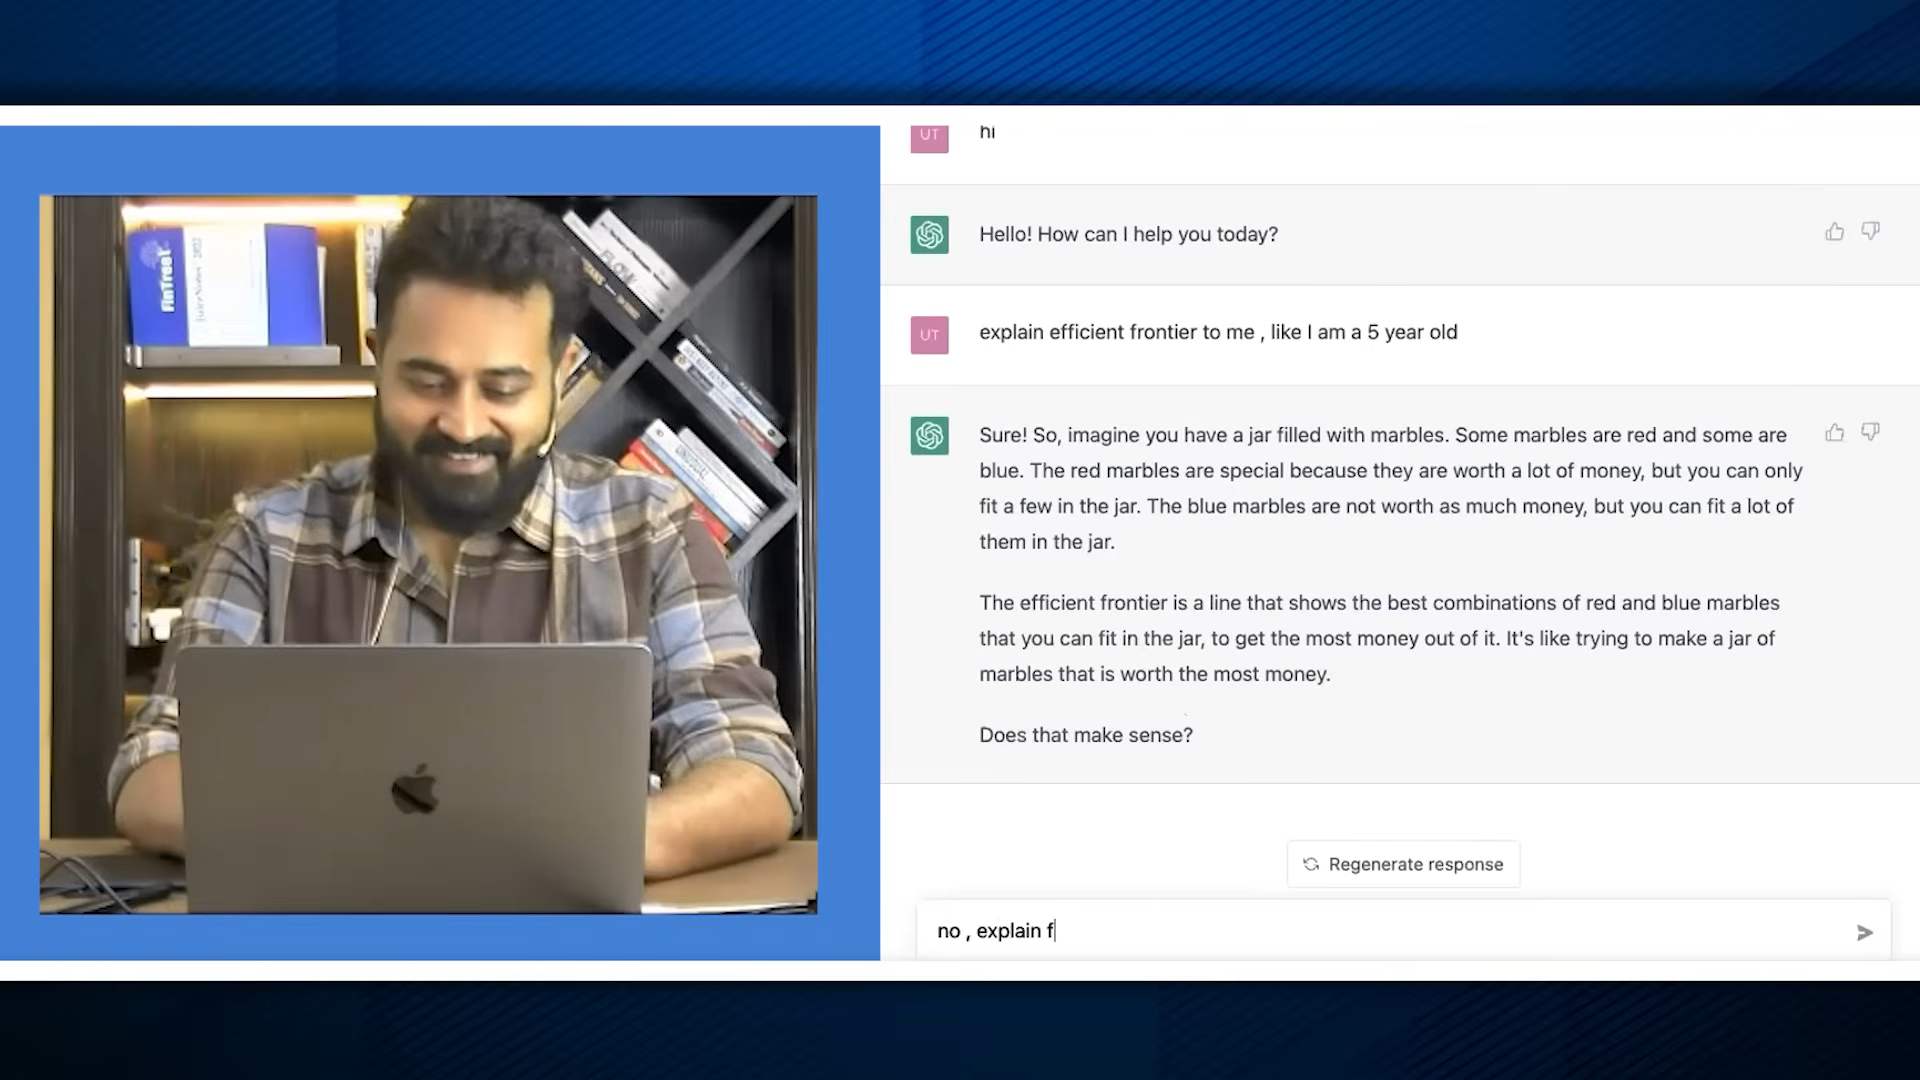 FinTree
JuiceNotes 2022
FLOW
UNUSUAL
UT
hi
Hello! How can I help you today?
UT
explain efficient frontier to me , like I am a 5 year old
Sure! So, imagine you have a jar filled with marbles. Some marbles are red and some are
blue. The red marbles are special because they are worth a lot of money, but you can only
fit a few in the jar. The blue marbles are not worth as much money, but you can fit a lot of
them in the jar.
The efficient frontier is a line that shows the best combinations of red and blue marbles
that you can fit in the jar, to get the most money out of it. It's like trying to make a jar of
marbles that is worth the most money.
Does that make sense?
Regenerate response
no , explain f